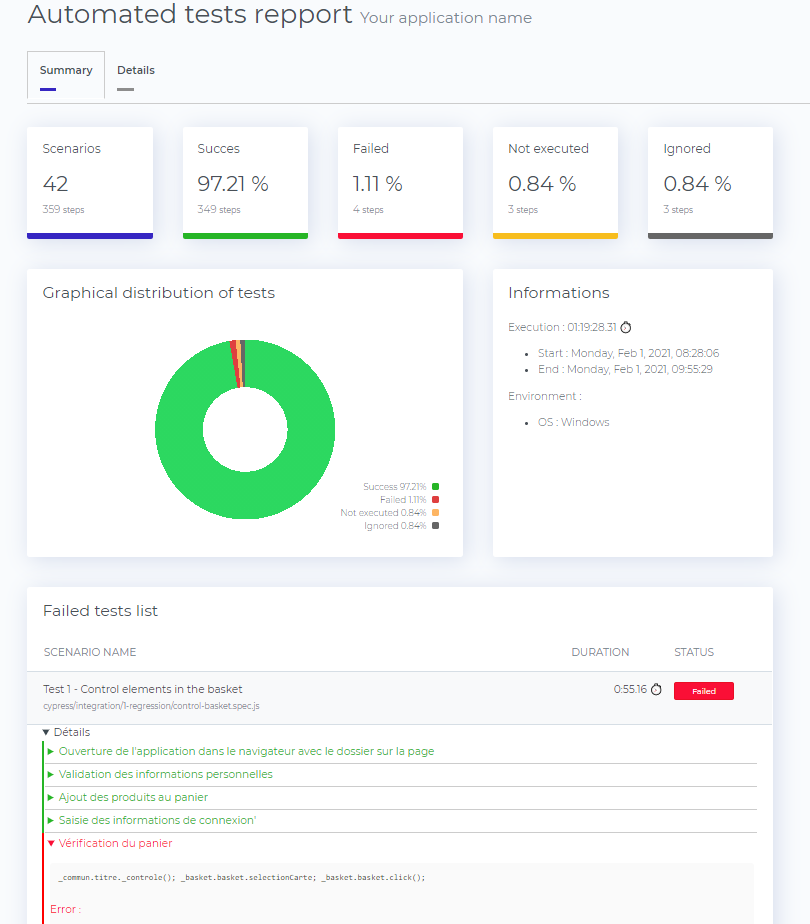 Automated tests repport Your application name
Summary Details
Scenarios Succes Failed Not executed Ignored
42 97.21 % 1.11 % 0.84 % 0.84 %
359 steps 349 steps 4 steps 3 steps 3 steps
Graphical distribution of tests
Success 97.21%
Failed 1.11%
Not executed 0.84%
Ignored 0.84%
Informations
Execution : 01:19:28.31
Start : Monday, Feb 1, 2021, 08:28:06
End : Monday, Feb 1, 2021, 09:55:29
Environment :
OS : Windows
Failed tests list
SCENARIO NAME DURATION STATUS
Test 1 - Control elements in the basket 0:55.16 Failed
cypress/integration/1-regression/control-basket.spec.js
Détails
Ouverture de l'application dans le navigateur avec le dossier sur la page
Validation des informations personnelles
Ajout des produits au panier
Saisie des informations de connexion'
Vérification du panier
_commun.titre._controle(); _basket.basket.selectionCarte; _basket.basket.click();
Error :